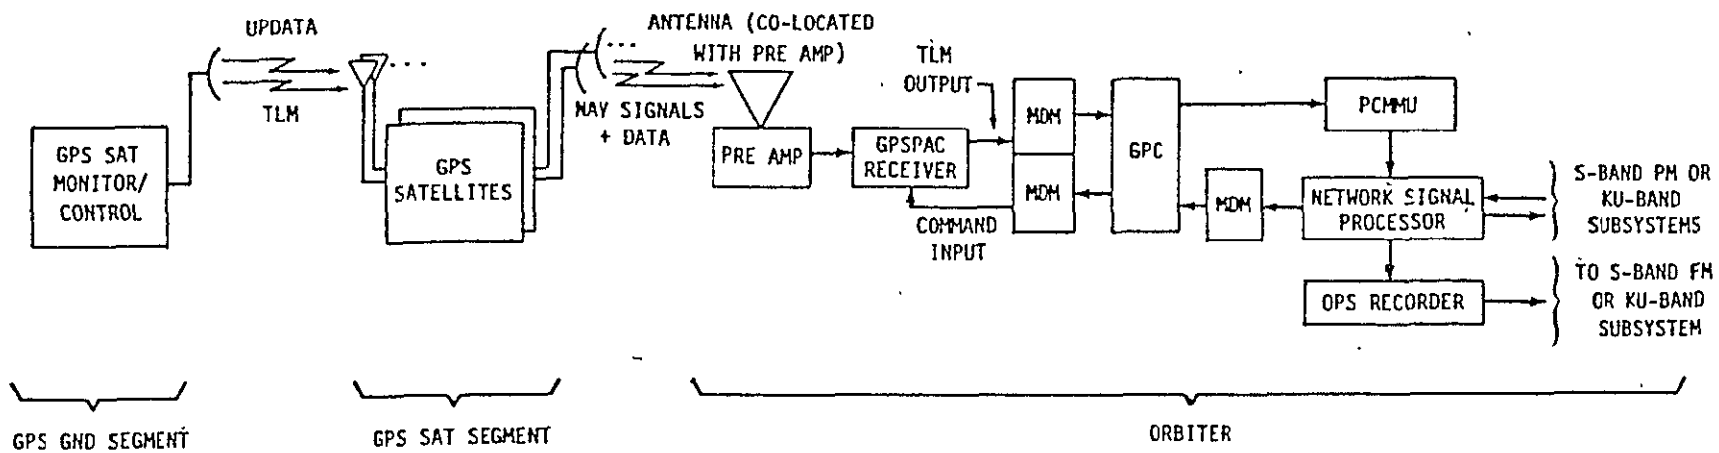 UPDATA
TLM
GPS SAT
MONITOR/
CONTROL
GPS
SATELLITES
ANTENNA (CO-LOCATED
WITH PRE AMP)
NAV SIGNALS
+ DATA
PRE AMP
TLM
OUTPUT
GPSPAC
RECEIVER
COMMAND
INPUT
MDM
MDM
GPC
MDM
PCMMU
NETWORK SIGNAL
PROCESSOR
OPS RECORDER
S-BAND PM OR
KU-BAND
SUBSYSTEMS
TO S-BAND FM
OR KU-BAND
SUBSYSTEM
GPS GND SEGMENT
GPS SAT SEGMENT
ORBITER